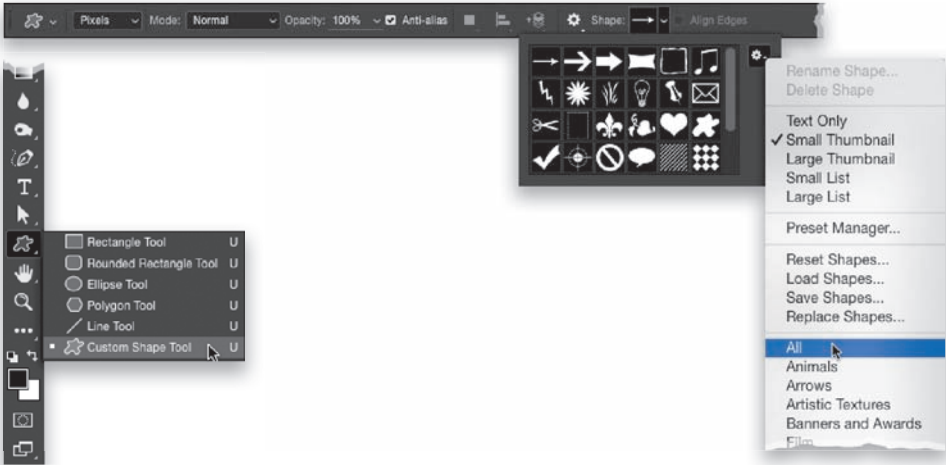 Pixels Mode: Normal Opacity: 100% Anti-alias Shape: Align Edges
Rename Shape...
Delete Shape
Text Only
Small Thumbnail
Large Thumbnail
Small List
Large List
Preset Manager...
Reset Shapes...
Load Shapes...
Save Shapes...
Replace Shapes...
All
Animals
Arrows
Artistic Textures
Banners and Awards
Film
T
Rectangle Tool U
Rounded Rectangle Tool U
Ellipse Tool U
Polygon Tool U
Line Tool U
Custom Shape Tool U